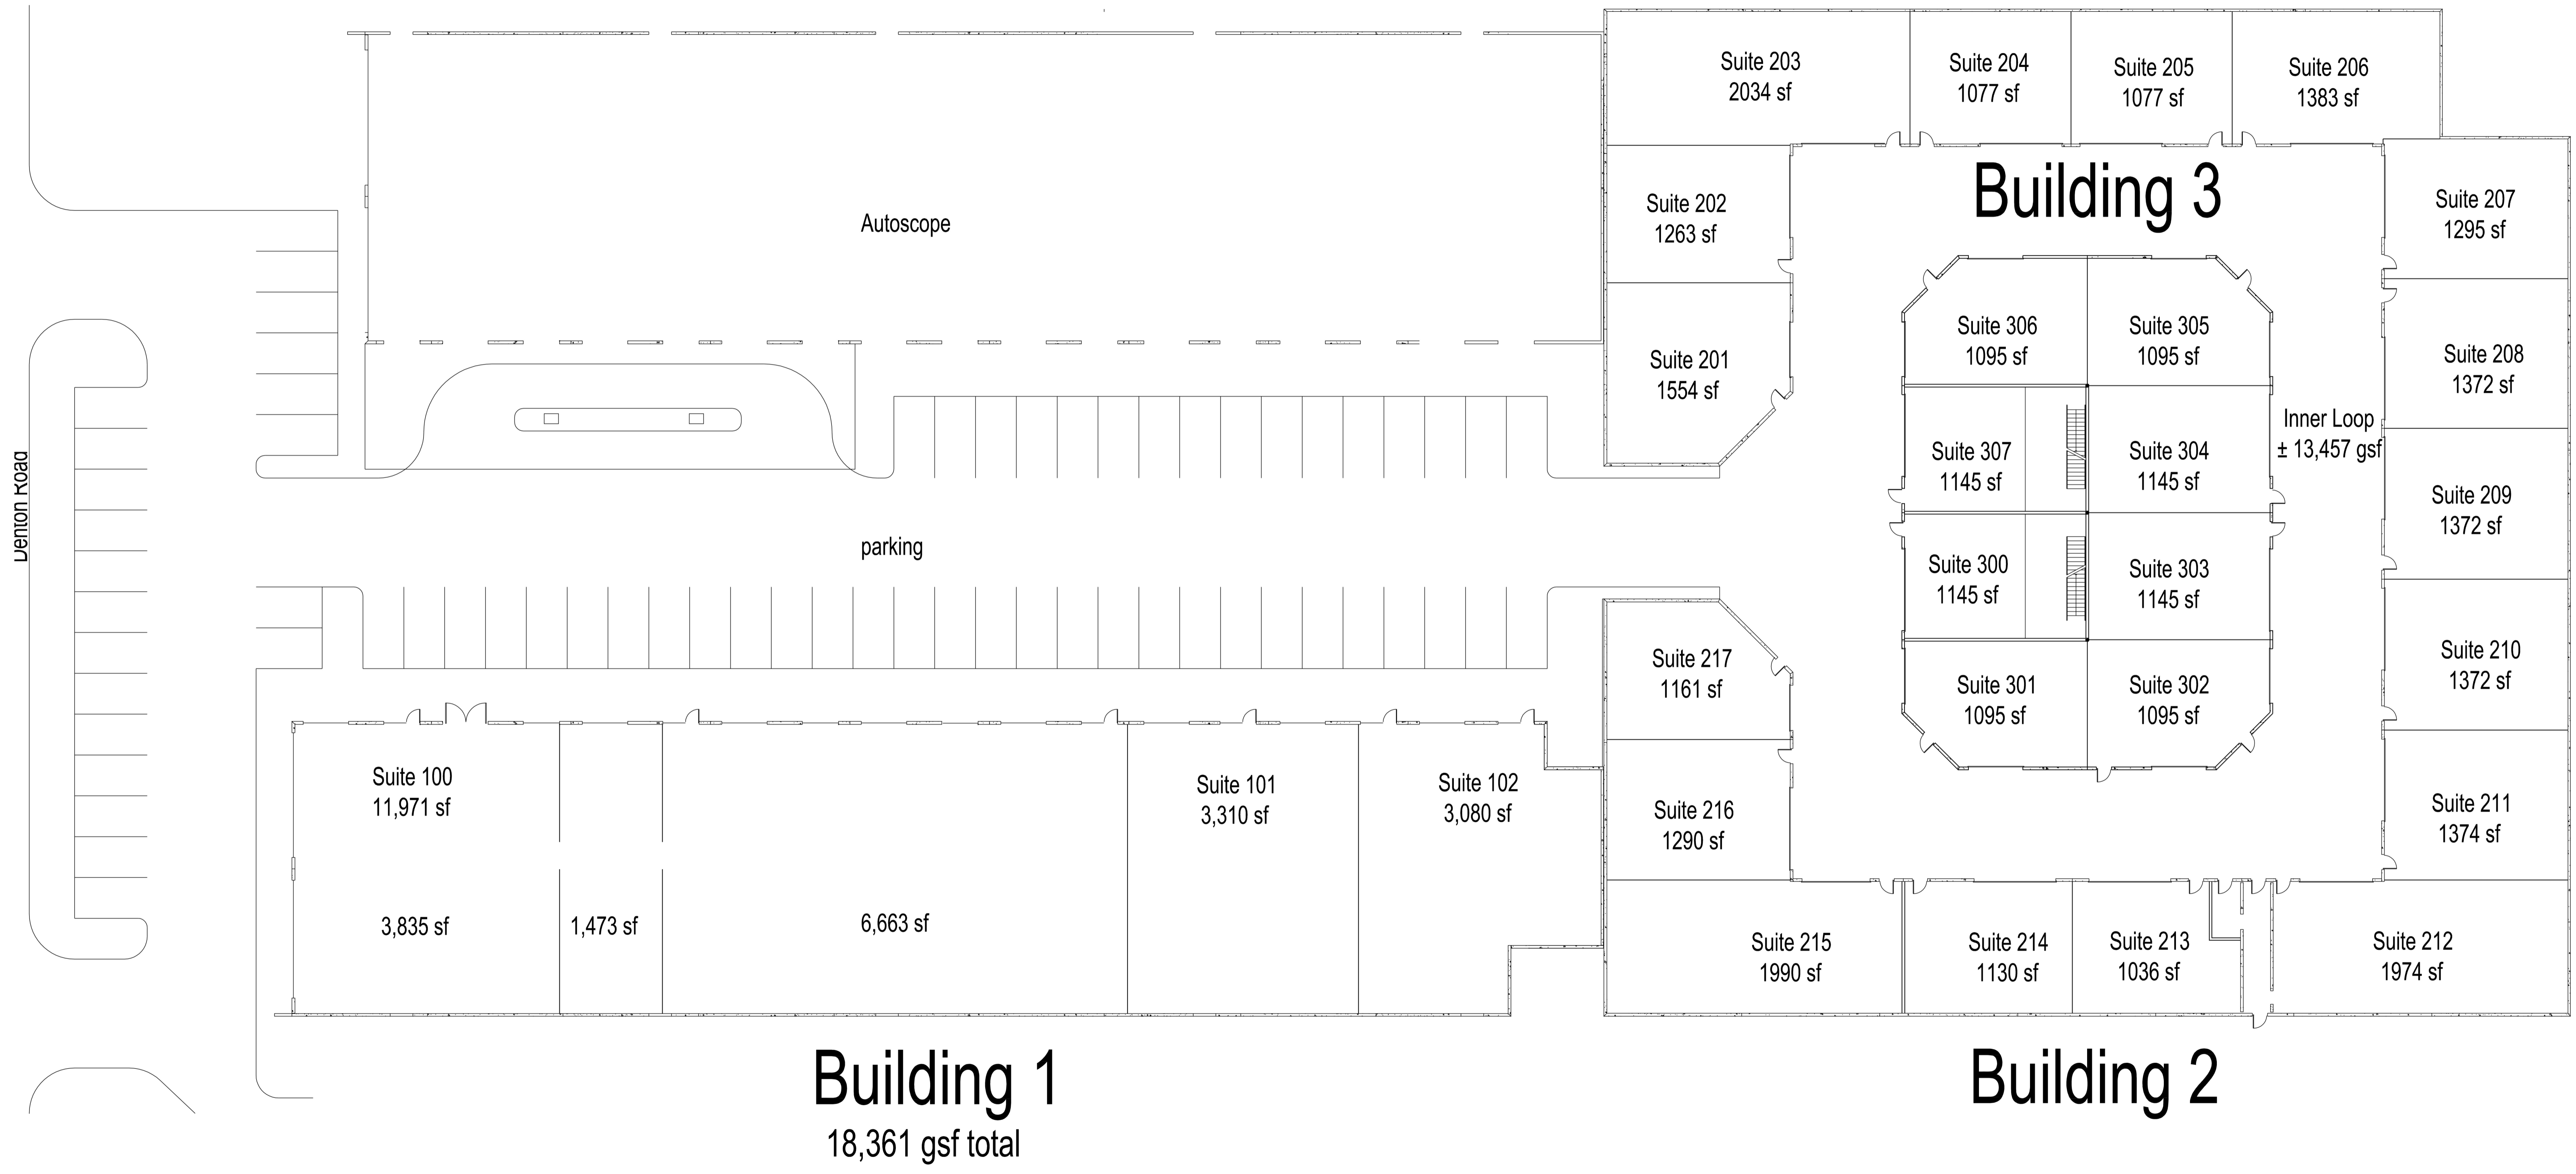 Suite 203
2034 sf
Suite 204
1077 sf
Suite 205
1077 sf
Suite 206
1383 sf
Building 3
Suite 202
1263 sf
Suite 207
1295 sf
Autoscope
Suite 201
1554 sf
Suite 306
1095 sf
Suite 305
1095 sf
Suite 208
1372 sf
Inner Loop
± 13,457 gsf
Suite 307
1145 sf
Suite 304
1145 sf
Suite 209
1372 sf
Denton Road
parking
Suite 300
1145 sf
Suite 303
1145 sf
Suite 217
1161 sf
Suite 301
1095 sf
Suite 302
1095 sf
Suite 210
1372 sf
Suite 100
11,971 sf
Suite 101
3,310 sf
Suite 102
3,080 sf
Suite 216
1290 sf
Suite 211
1374 sf
3,835 sf
1,473 sf
6,663 sf
Suite 215
1990 sf
Suite 214
1130 sf
Suite 213
1036 sf
Suite 212
1974 sf
Building 1
18,361 gsf total
Building 2